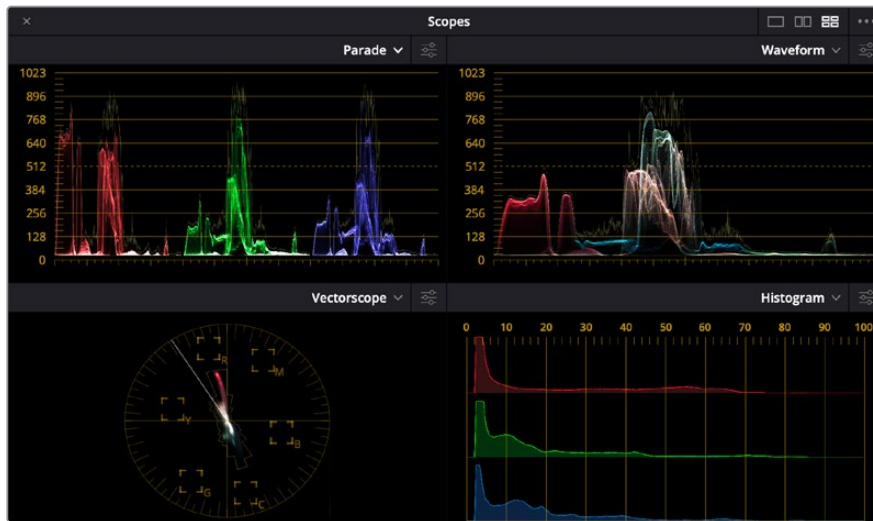 × Scopes •••
Parade Waveform
1023
896
768
640
512
384
256
128
0
1023
896
768
640
512
384
256
128
0
Vectorscope Histogram
R
M
Y
B
G
C
0 10 20 30 40 50 60 70 80 90 100